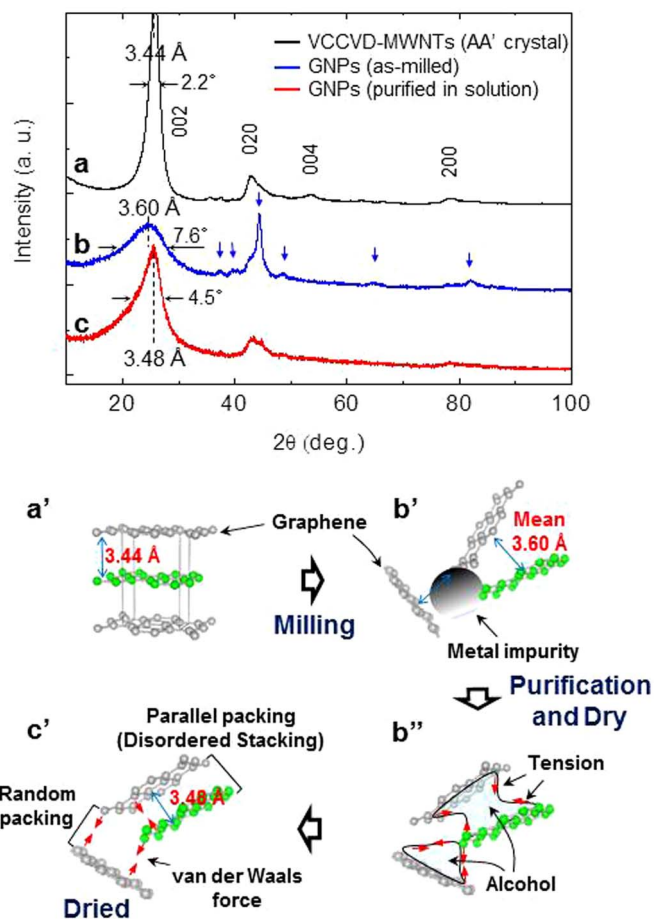 VCCVD-MWNTs (AA' crystal)
GNPs (as-milled)
GNPs (purified in solution)
3.44 Å
2.2°
002
020
004
200
a
3.60 Å
7.6°
b
4.5°
c
3.48 Å
Intensity (a. u.)
20 40 60 80 100
2θ (deg.)
a'
Graphene
3.44 Å
Milling
b'
Mean
3.60 Å
Metal impurity
Purification
and Dry
c'
Parallel packing
(Disordered Stacking)
3.48 Å
Random
packing
van der Waals
force
Dried
b"
Tension
Alcohol